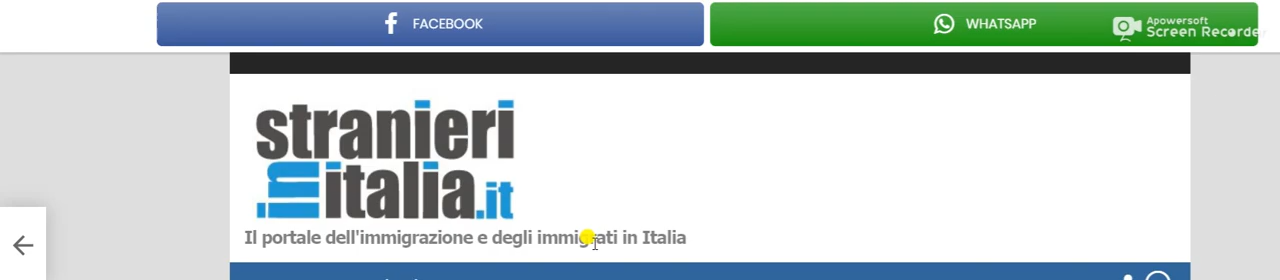 FACEBOOK
WHATSAPP
Apowersoft
Screen Recorder
stranieri
in italia.it
Il portale dell'immigrazione e degli immigrati in Italia